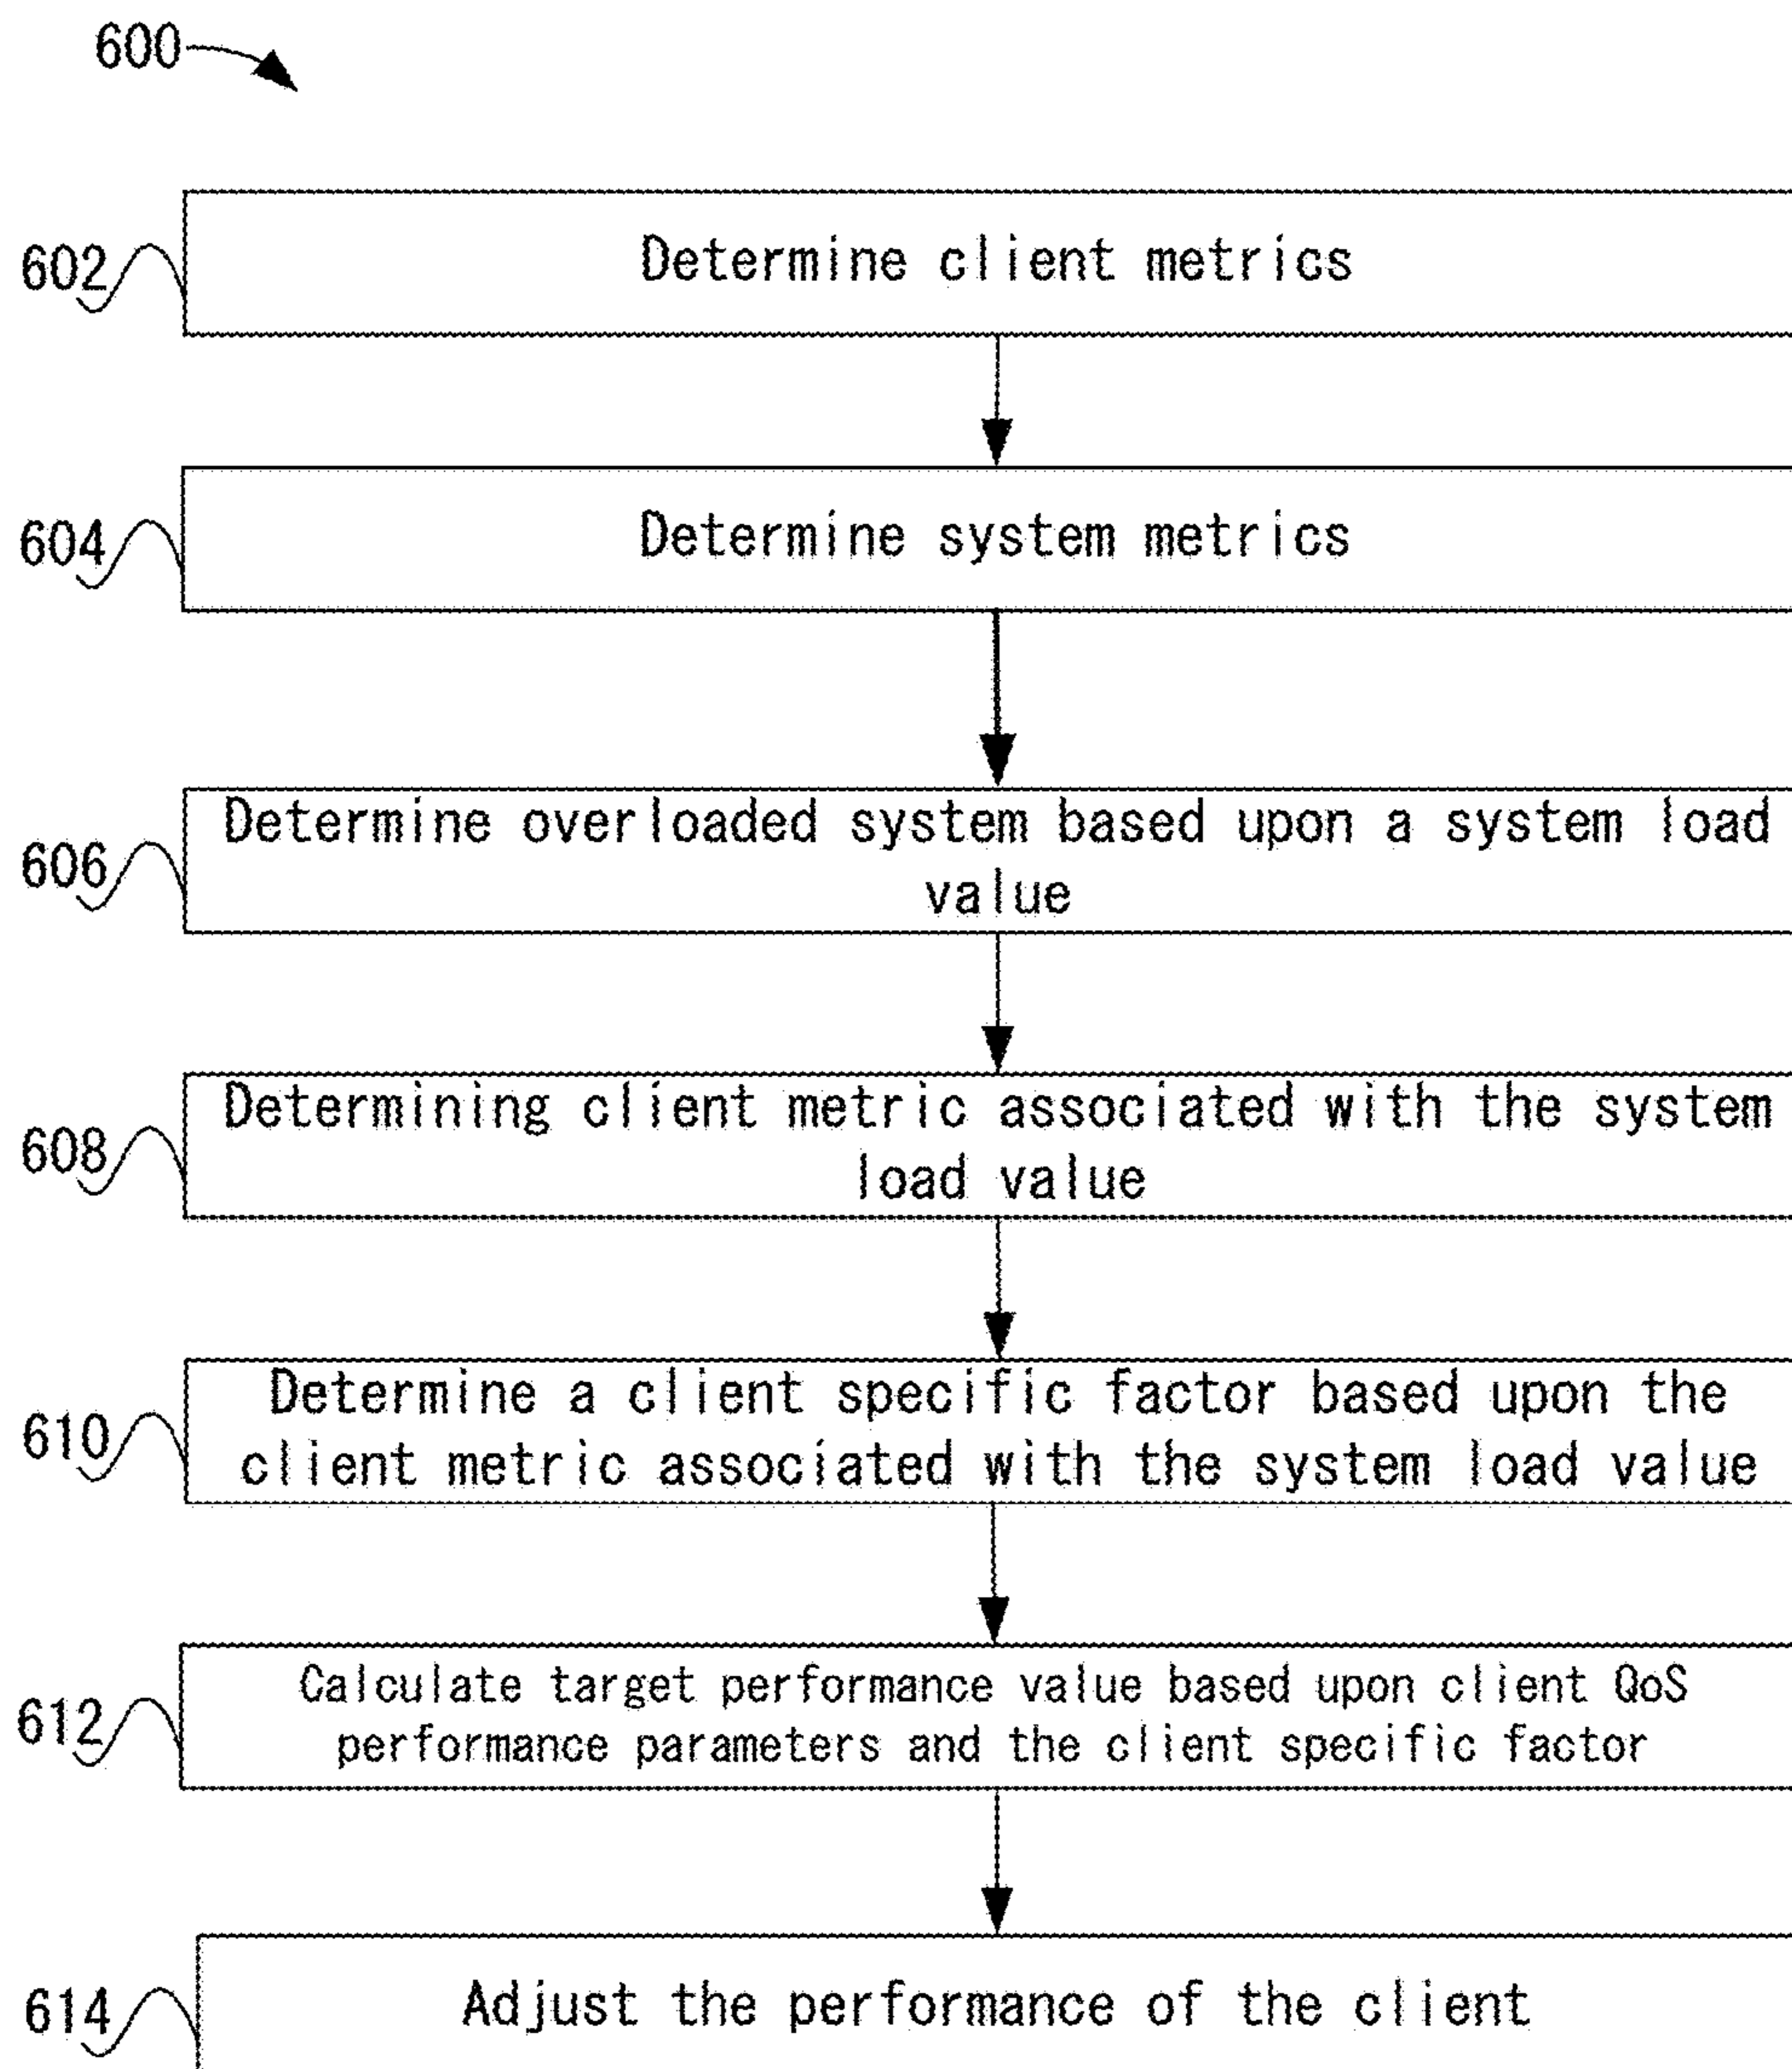 600
602
Determine client metrics
604
Determine system metrics
606
Determine overloaded system based upon a system load
value
608
Determining client metric associated with the system
load value
610
Determine a client specific factor based upon the
client metric associated with the system load value
612
Calculate target performance value based upon client QoS
performance parameters and the client specific factor
614
Adjust the performance of the client